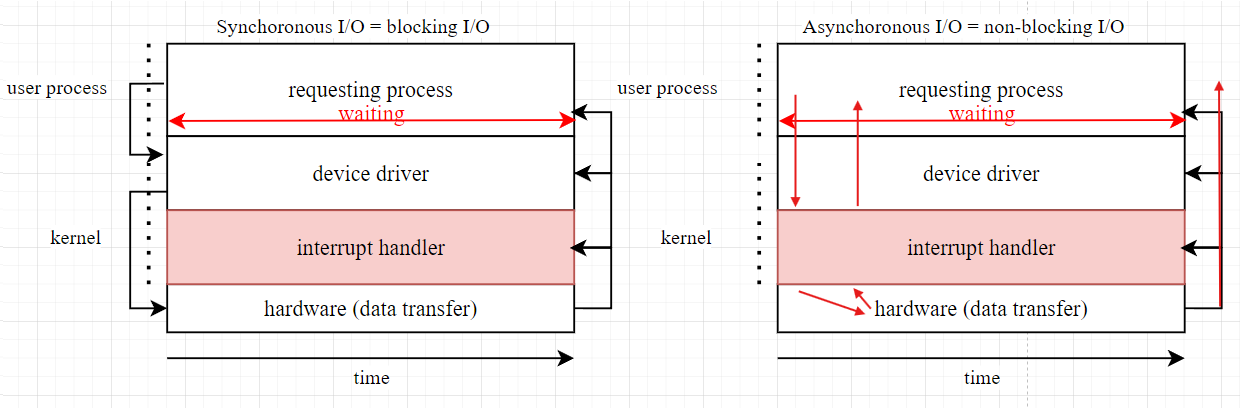 Synchoronous I/O = blocking I/O
user process
requesting process
waiting
device driver
kernel
interrupt handler
hardware (data transfer)
time
Asynchoronous I/O = non-blocking I/O
user process
requesting process
waiting
device driver
kernel
interrupt handler
hardware (data transfer)
time